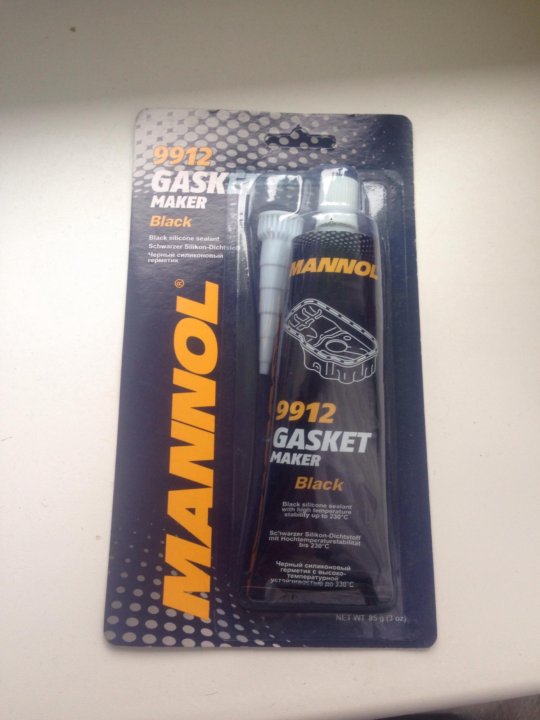 9912
GASKE
MAKER
Black
Black silicone sealant
Schwarzer Silikon-Dichtstoff
Черный силиконовый
герметик
MANNOL®
MANNOL
9912
GASKET
MAKER
Black
Black silicone sealant
with high temperature
stability up to 230°C
Schwarzer Silikon-Dichtstoff
mit Hochtemperaturstabilität
bis 230°C
Черный силиконовый
герметик с высоко-
температурной
устойчивостью до 230°C
NET WT 85 g (3 oz)